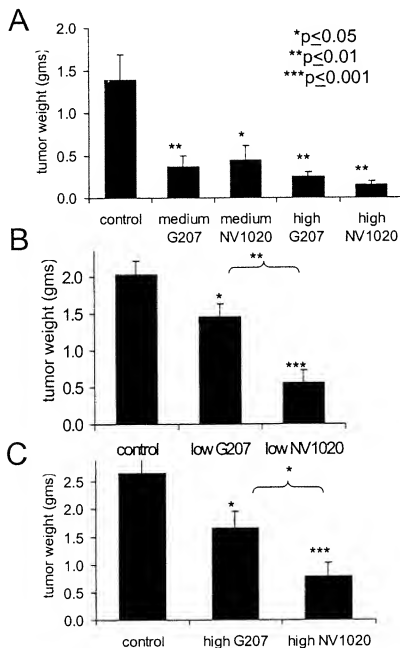 A
*p≤0.05
**p≤0.01
***p≤0.001
tumor weight (gms)
2.0
1.5
1.0
0.5
0.0
** * ** **
control medium G207 medium NV1020 high G207 high NV1020
B
tumor weight (gms)
2.0
1.5
1.0
0.5
0.0
**
*
***
control low G207 low NV1020
C
tumor weight (gms)
2.5
2.0
1.5
1.0
0.5
0.0
*
*
***
control high G207 high NV1020